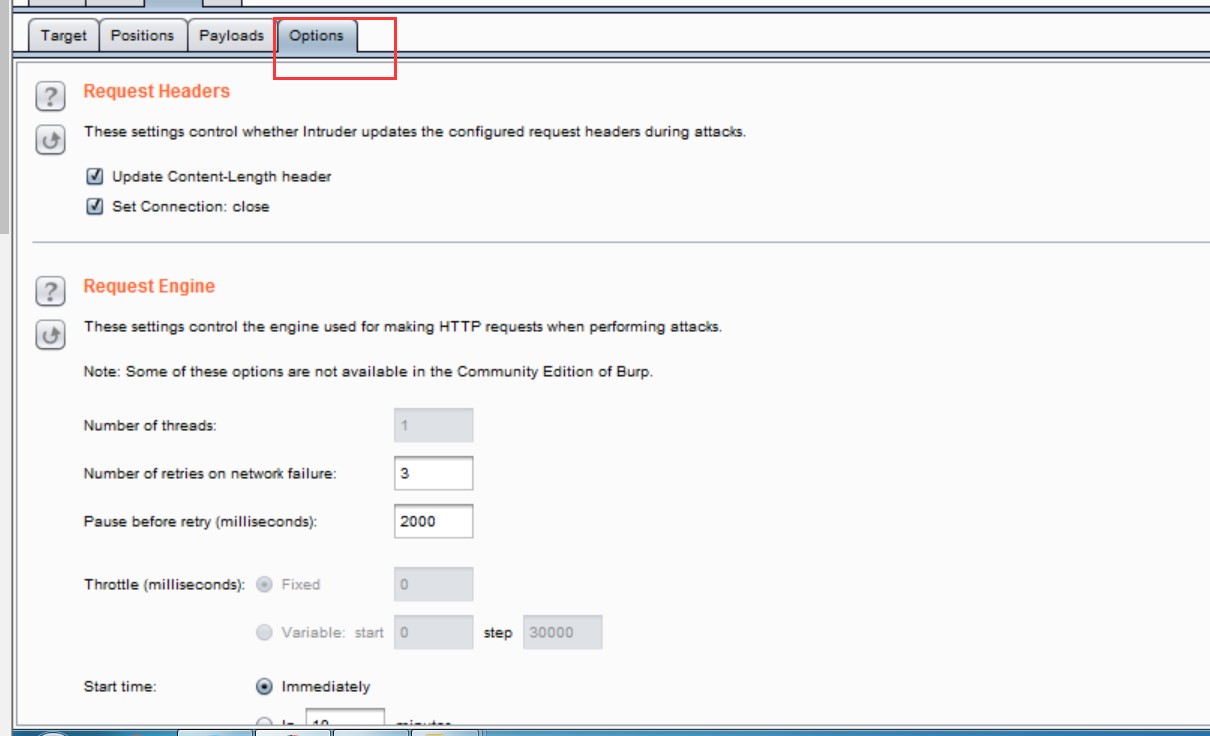 Target Positions Payloads Options
? Request Headers
These settings control whether Intruder updates the configured request headers during attacks.
Update Content-Length header
Set Connection: close
? Request Engine
These settings control the engine used for making HTTP requests when performing attacks.
Note: Some of these options are not available in the Community Edition of Burp.
Number of threads: 1
Number of retries on network failure: 3
Pause before retry (milliseconds): 2000
Throttle (milliseconds): Fixed 0
Variable: start 0 step 30000
Start time: Immediately
In 10 minutes